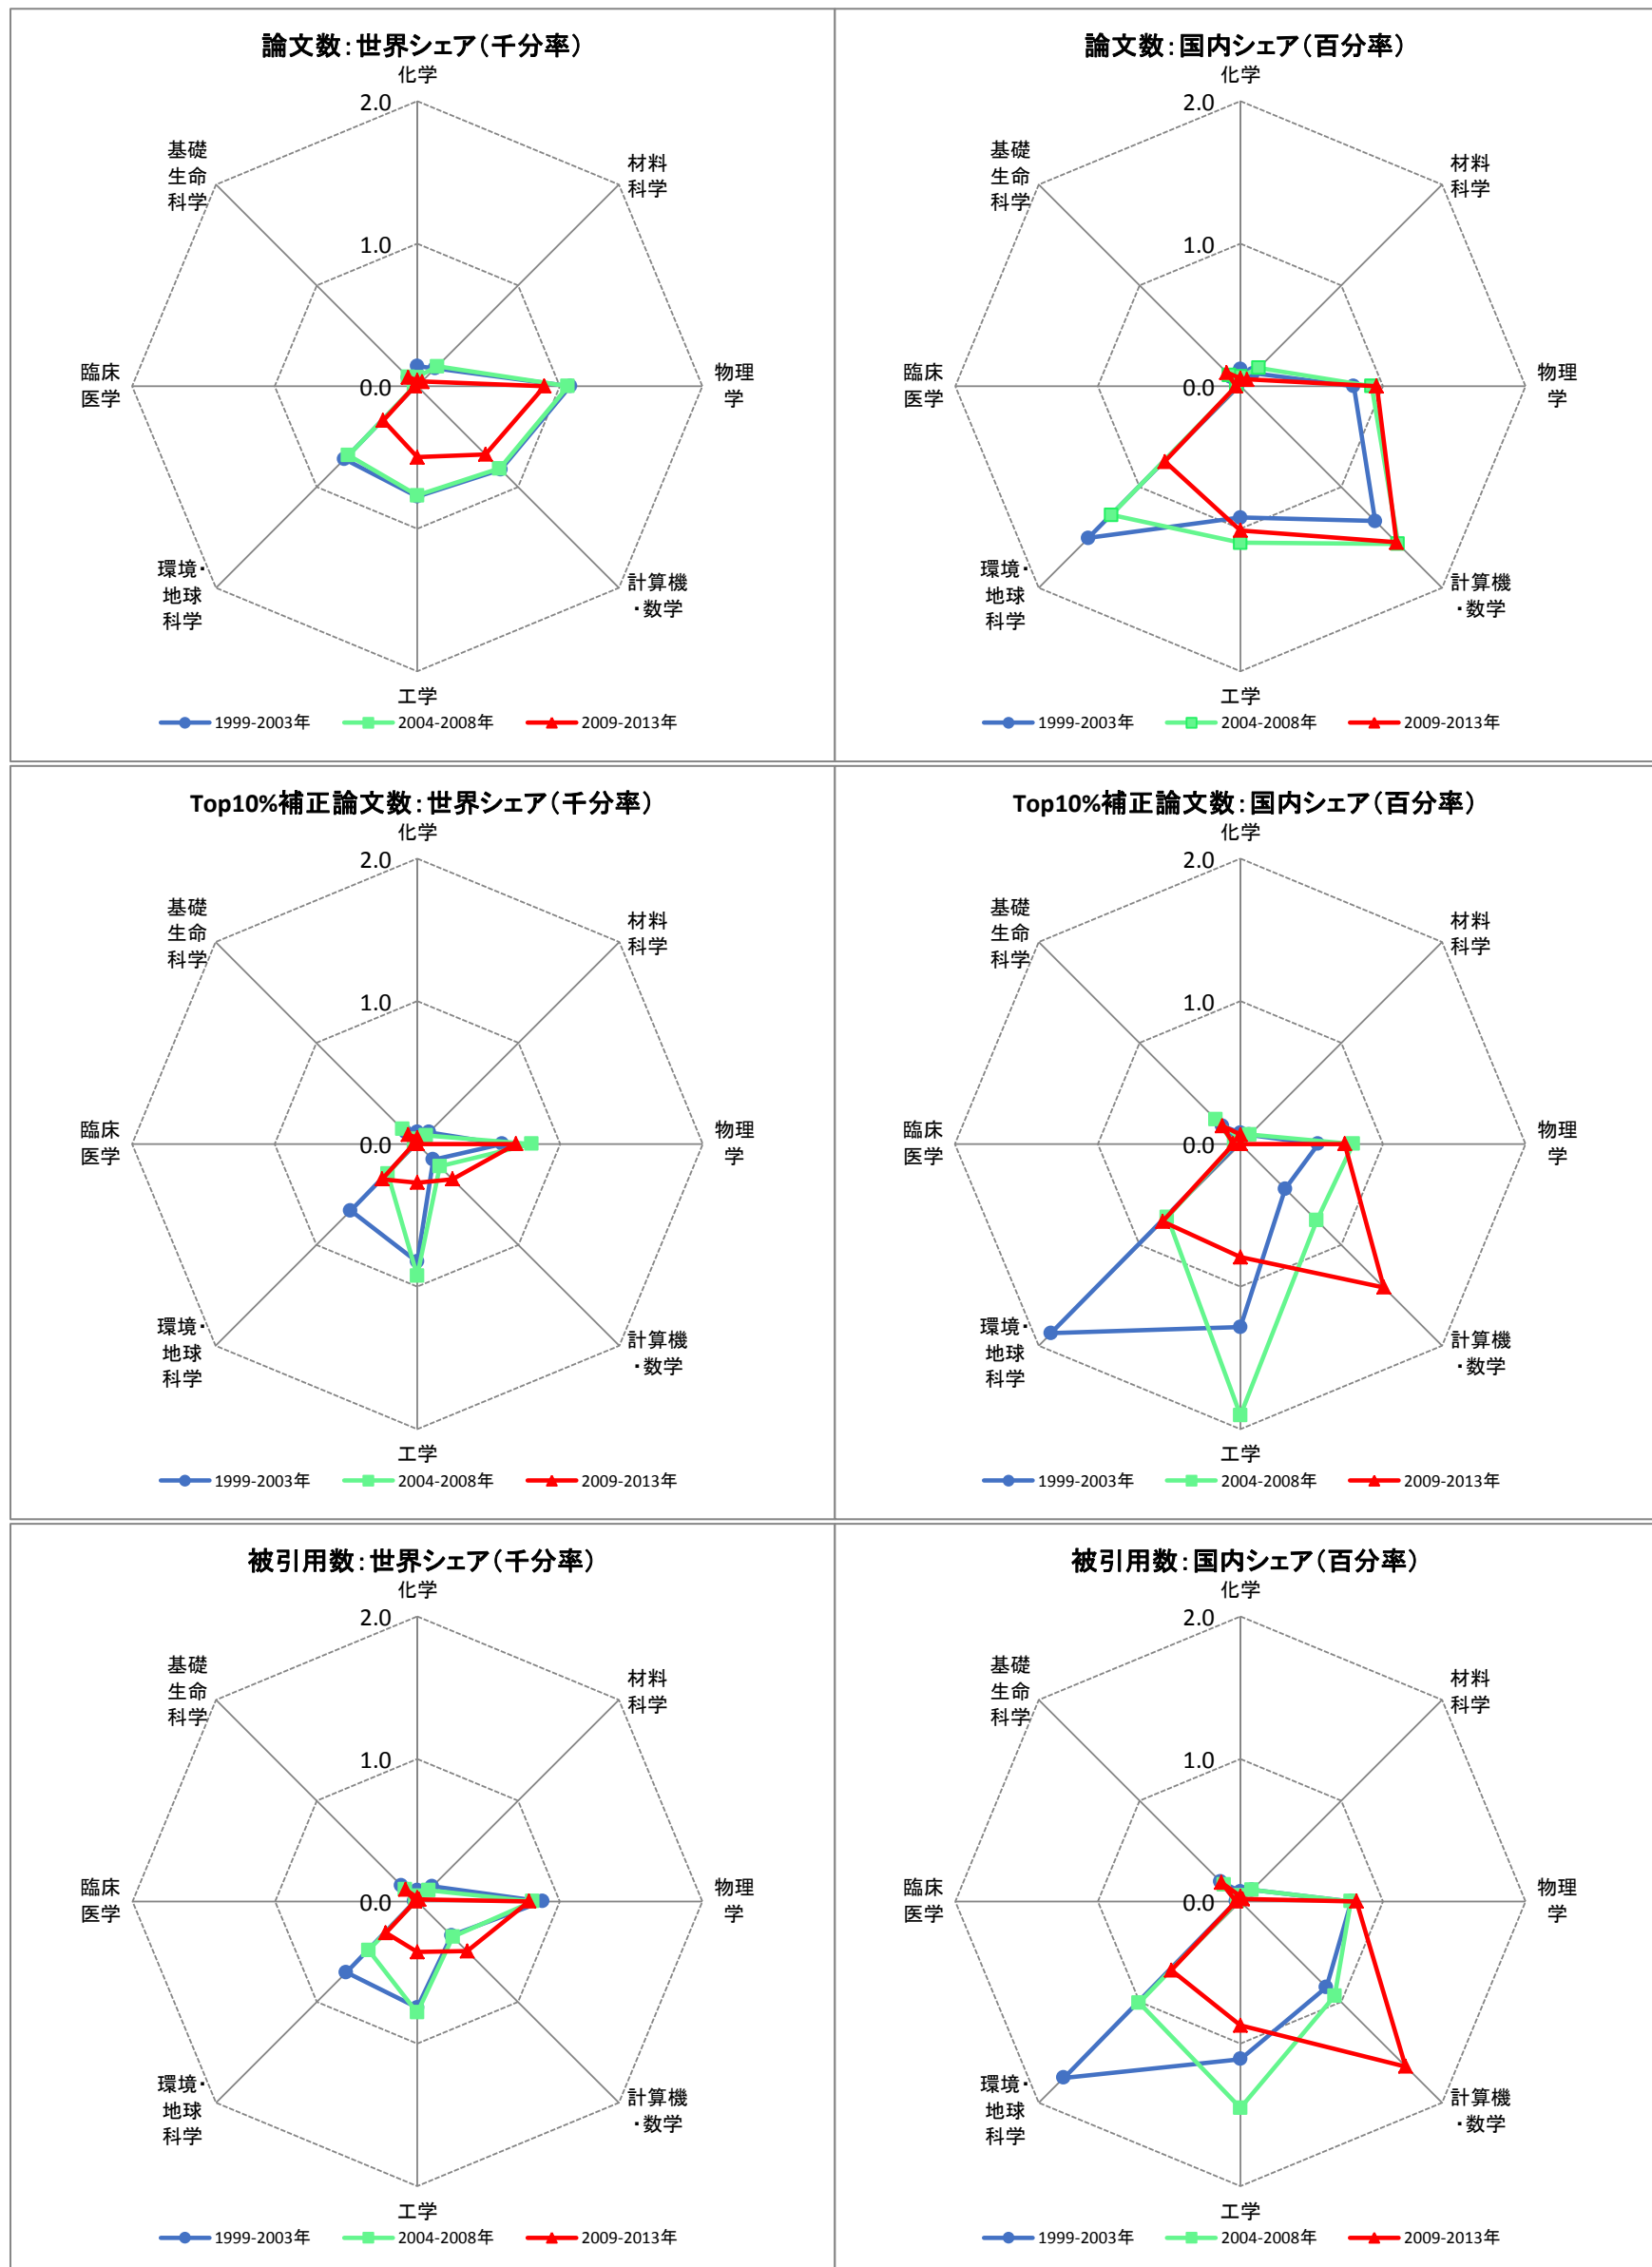 論文数：世界シェア（千分率）
化学
2.0
基礎
生命
科学
材料
科学
1.0
臨床
医学
0.0
物理
学
環境・
地球
科学
計算機
・数学
工学
1999-2003年
2004-2008年
2009-2013年
論文数：国内シェア（百分率）
化学
2.0
基礎
生命
科学
材料
科学
1.0
臨床
医学
0.0
物理
学
環境・
地球
科学
計算機
・数学
工学
1999-2003年
2004-2008年
2009-2013年
Top10%補正論文数：世界シェア（千分率）
化学
2.0
基礎
生命
科学
材料
科学
1.0
臨床
医学
0.0
物理
学
環境・
地球
科学
計算機
・数学
工学
1999-2003年
2004-2008年
2009-2013年
Top10%補正論文数：国内シェア（百分率）
化学
2.0
基礎
生命
科学
材料
科学
1.0
臨床
医学
0.0
物理
学
環境・
地球
科学
計算機
・数学
工学
1999-2003年
2004-2008年
2009-2013年
被引用数：世界シェア（千分率）
化学
2.0
基礎
生命
科学
材料
科学
1.0
臨床
医学
0.0
物理
学
環境・
地球
科学
計算機
・数学
工学
1999-2003年
2004-2008年
2009-2013年
被引用数：国内シェア（百分率）
化学
2.0
基礎
生命
科学
材料
科学
1.0
臨床
医学
0.0
物理
学
環境・
地球
科学
計算機
・数学
工学
1999-2003年
2004-2008年
2009-2013年